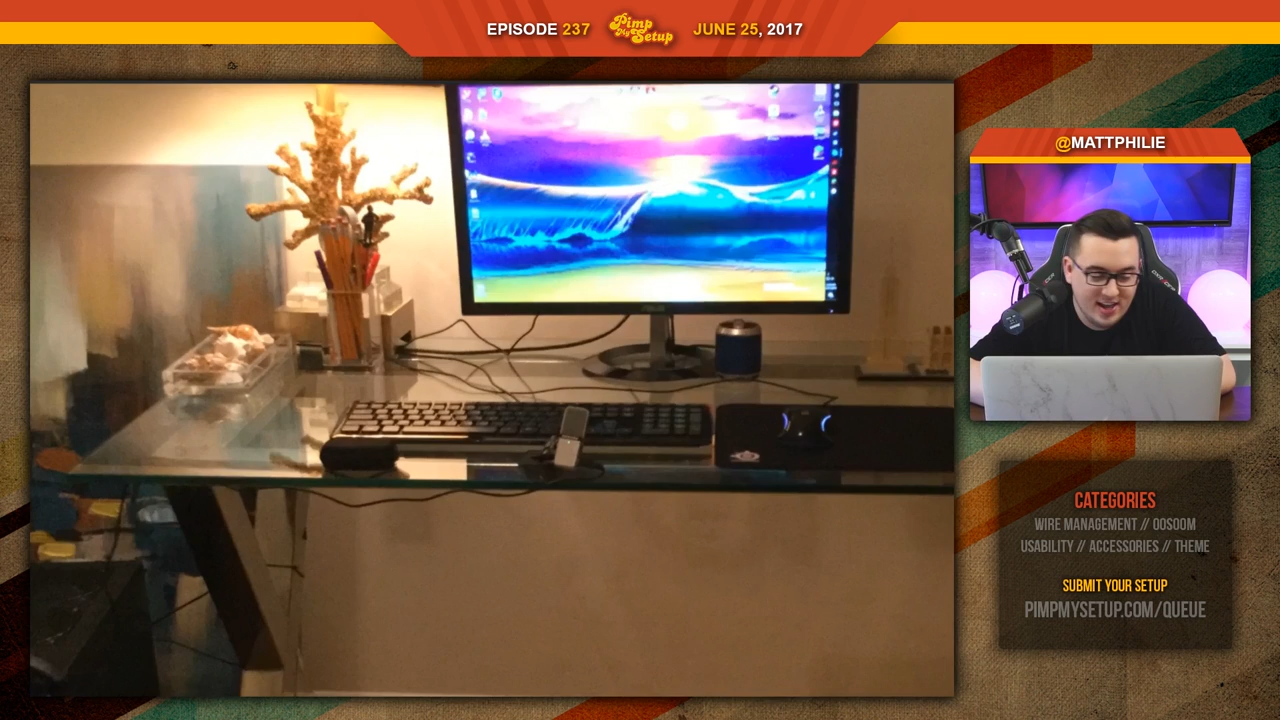 EPISODE 237
Pimp
My
Setup
JUNE 25, 2017
@MATTPHILIE
CATEGORIES
WIRE MANAGEMENT // OOSOOM
USABILITY // ACCESSORIES // THEME
SUBMIT YOUR SETUP
PIMPMYSETUP.COM/QUEUE